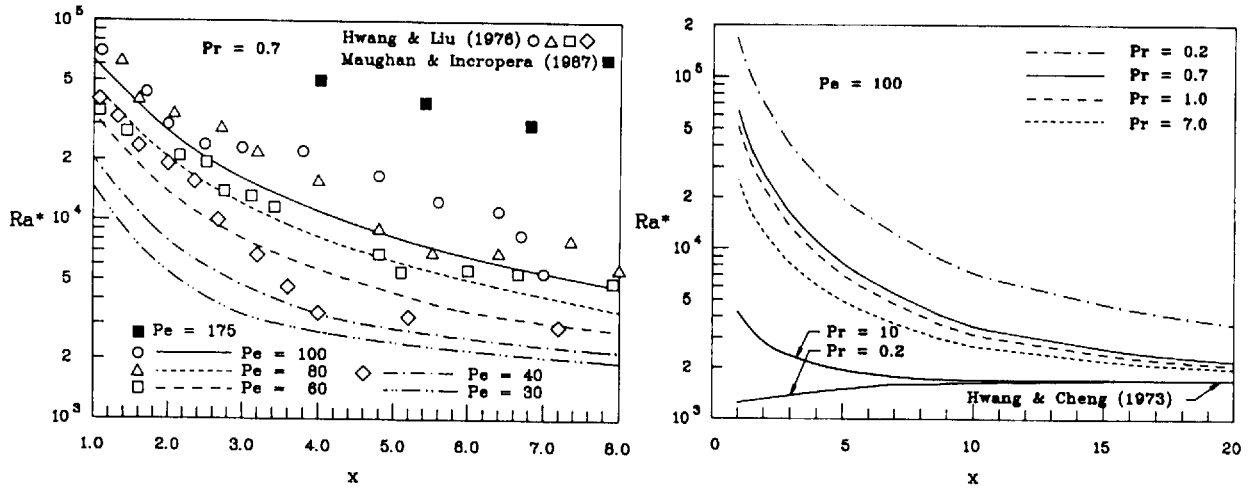 10^5
5
2
Ra*
10^4
5
2
10^3
Pr = 0.7
Hwang & Liu (1976)
Maughan & Incropera (1987)
Pe = 175
Pe = 100
Pe = 80
Pe = 60
Pe = 40
Pe = 30
1.0 2.0 3.0 4.0 5.0 6.0 7.0 8.0
x
2
10^5
5
2
Ra*
10^4
5
2
10^3
Pe = 100
Pr = 0.2
Pr = 0.7
Pr = 1.0
Pr = 7.0
Pr = 10
Pr = 0.2
Hwang & Cheng (1973)
0 5 10 15 20
x